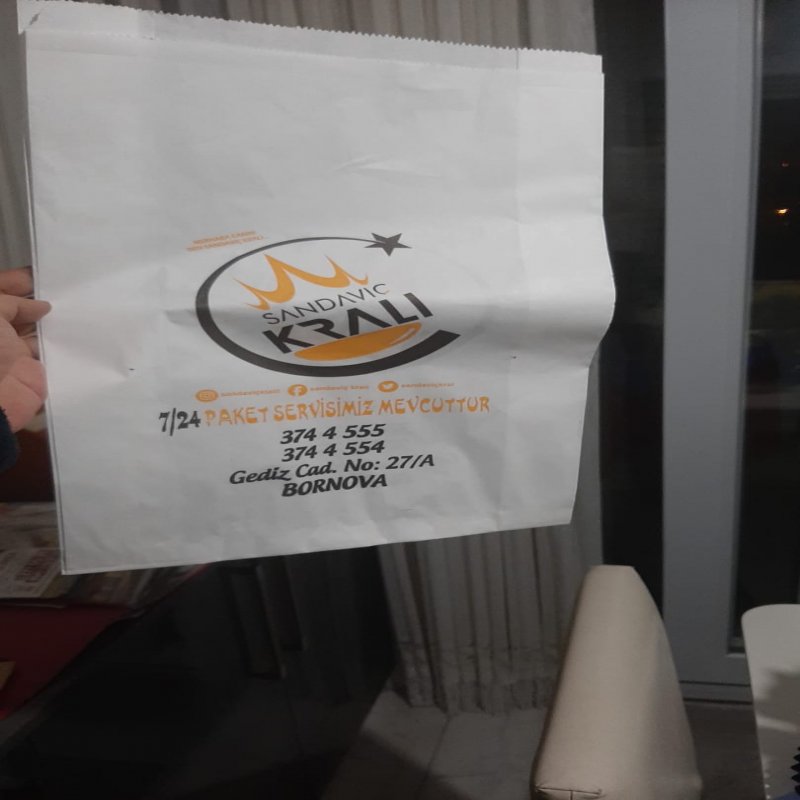 SANDAVİÇ
KRALI
7/24 PAKET SERVİSİMİZ MEVCUTTUR
374 4 555
374 4 554
Gediz Cad. No: 27/A
BORNOVA